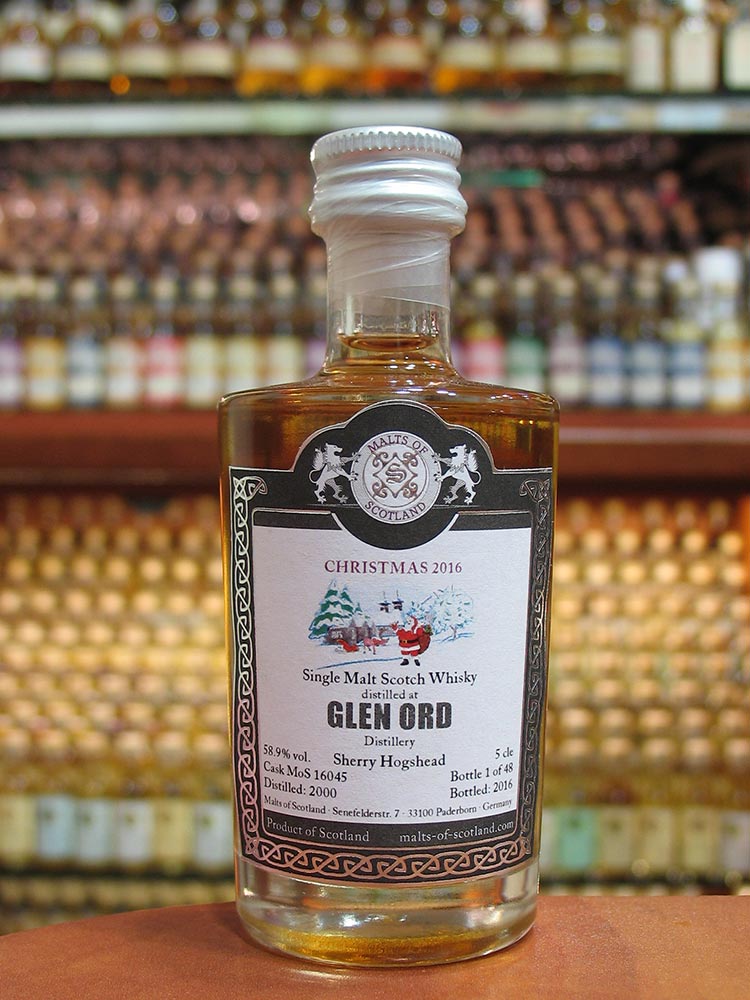 MALTS OF
S
SCOTLAND
CHRISTMAS 2016
Single Malt Scotch Whisky
distilled at
GLEN ORD
Distillery
58.9% vol. Sherry Hogshead 5 cle
Cask MoS 16045 Bottle 1 of 48
Distilled: 2000 Bottled: 2016
Malts of Scotland · Senefelderstr. 7 · 33100 Paderborn · Germany
Product of Scotland malts-of-scotland.com